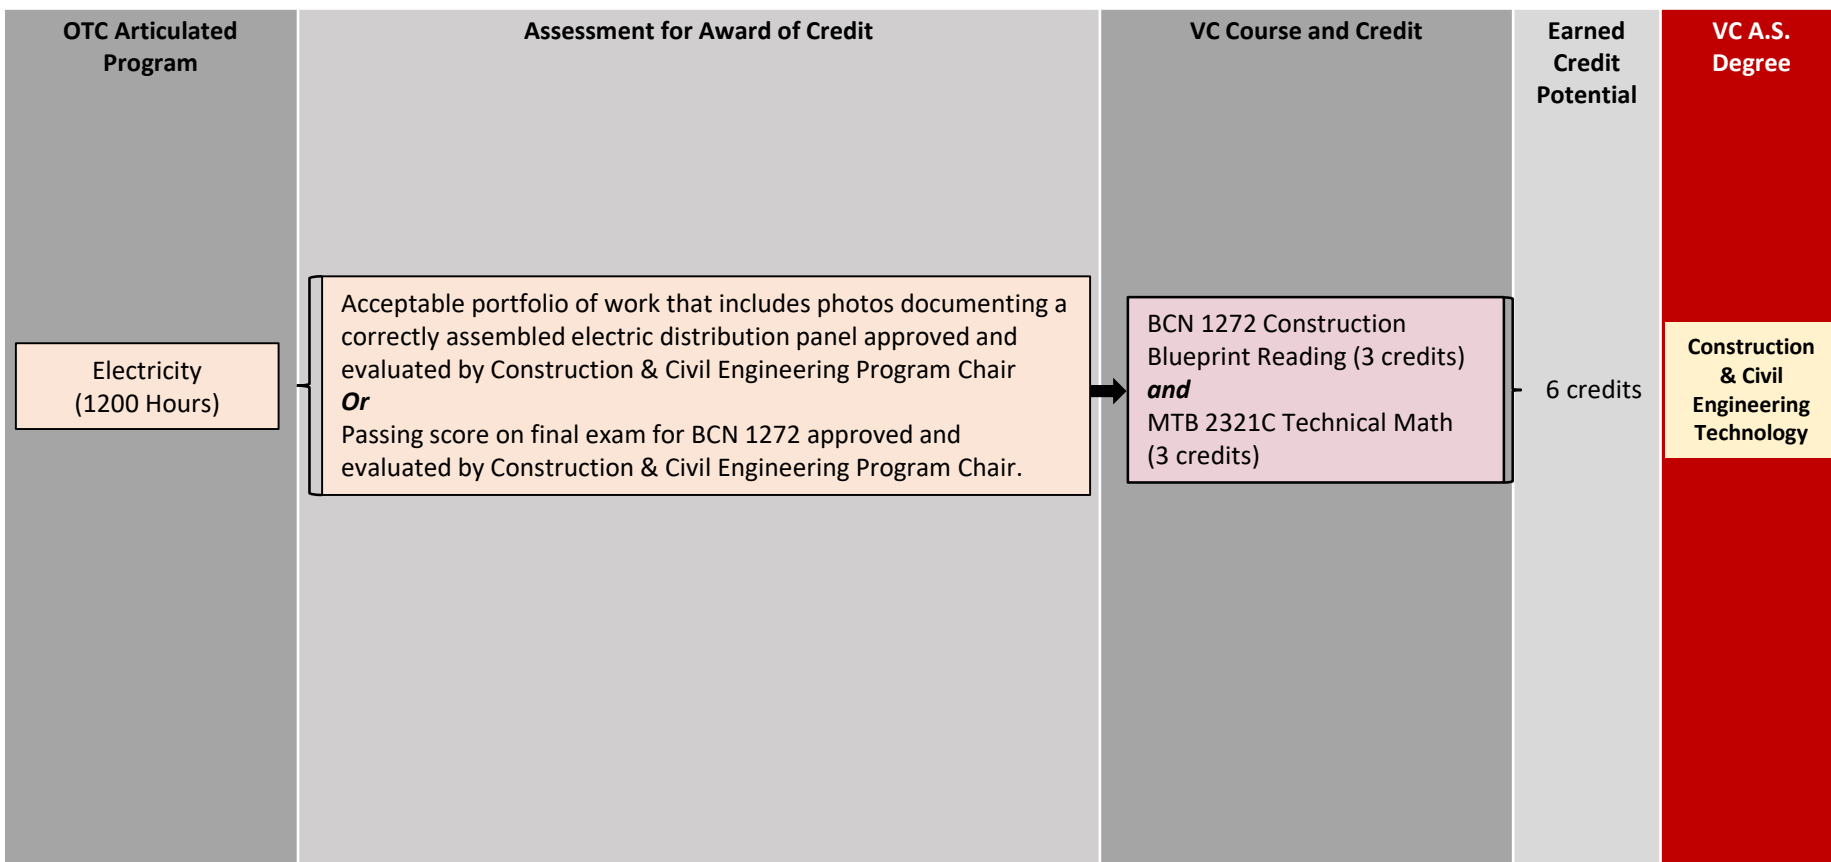 OTC Articulated
Program
Assessment for Award of Credit
VC Course and Credit
Earned
Credit
Potential
VC A.S.
Degree
Electricity
(1200 Hours)
Acceptable portfolio of work that includes photos documenting a
correctly assembled electric distribution panel approved and
evaluated by Construction & Civil Engineering Program Chair
Or
Passing score on final exam for BCN 1272 approved and
evaluated by Construction & Civil Engineering Program Chair.
BCN 1272 Construction
Blueprint Reading (3 credits)
and
MTB 2321C Technical Math
(3 credits)
6 credits
Construction
& Civil
Engineering
Technology